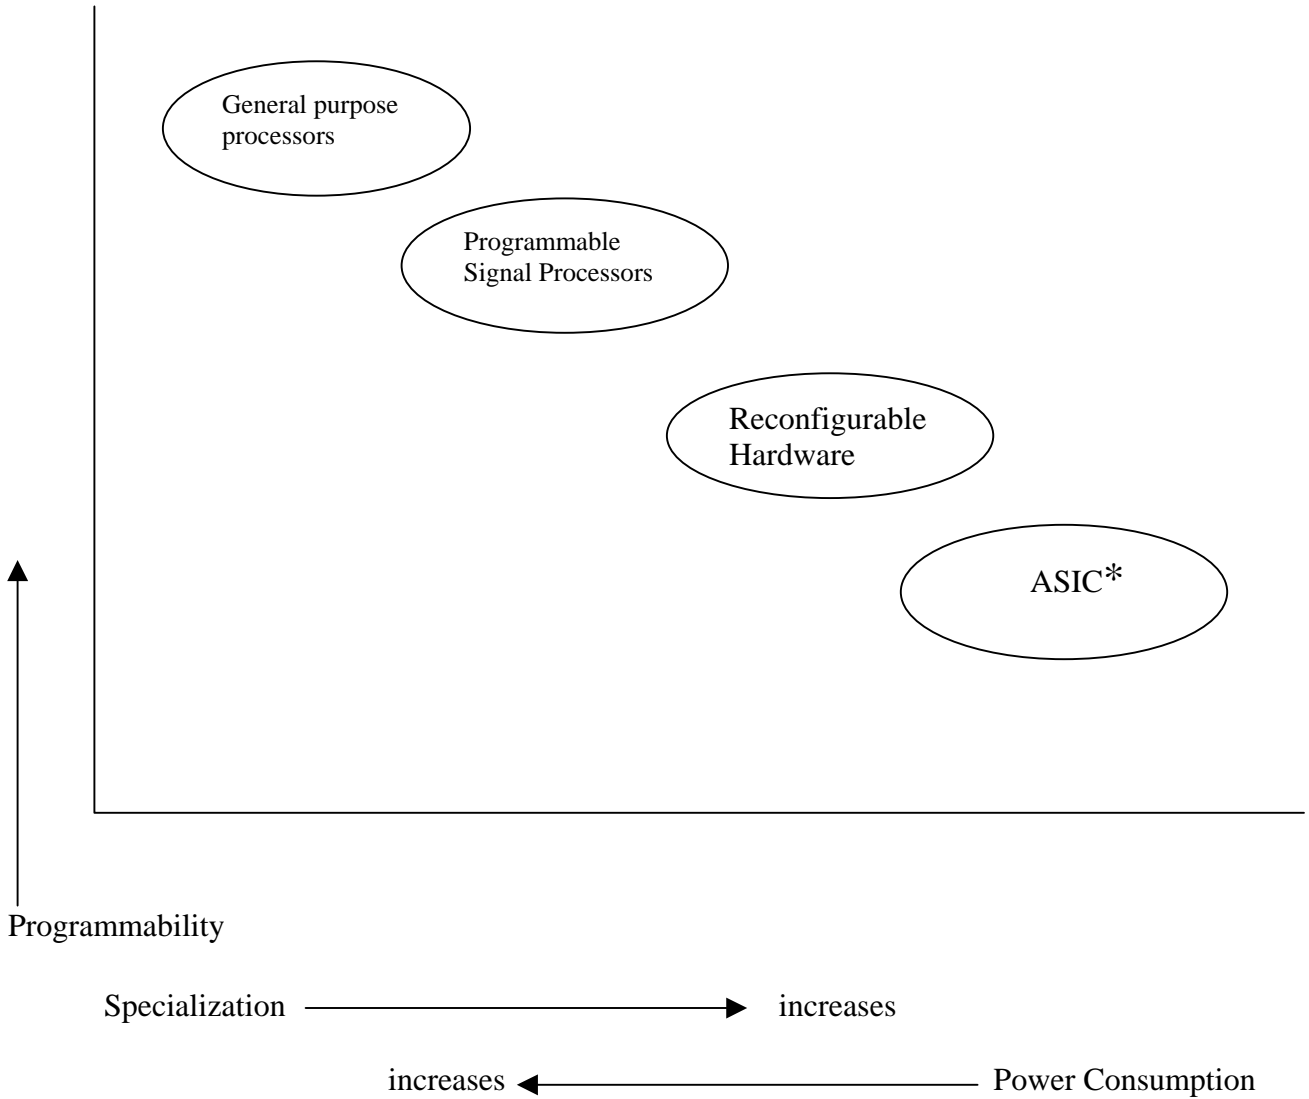 General purpose
processors
Programmable
Signal Processors
Reconfigurable
Hardware
ASIC*
Programmability
Specialization increases
increases Power Consumption